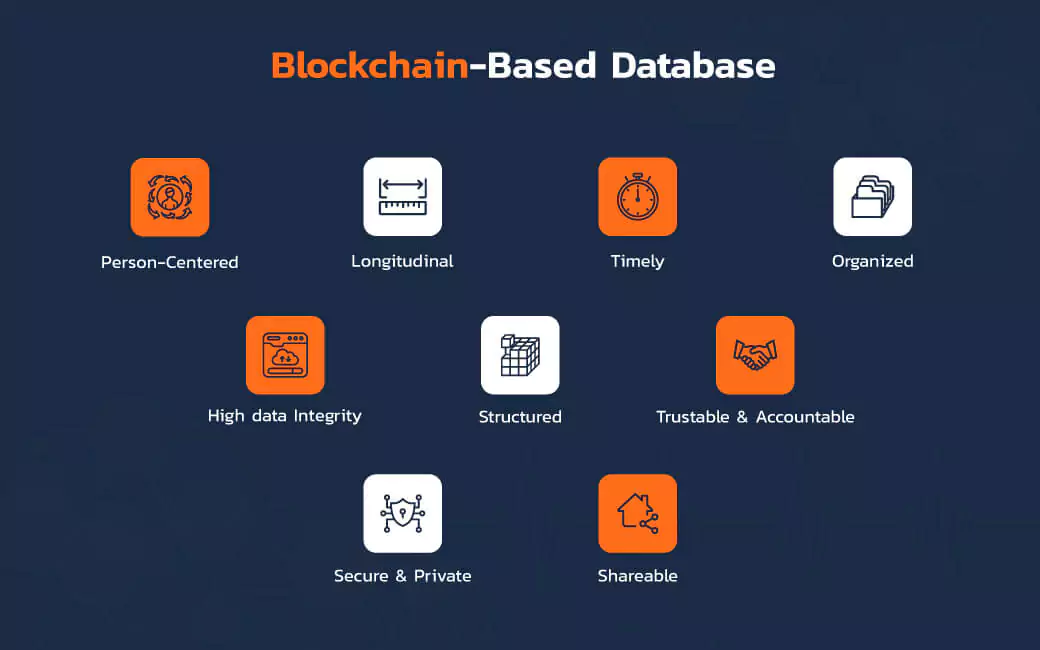 Blockchain-Based Database
Person-Centered
Longitudinal
Timely
Organized
High data Integrity
Structured
Trustable & Accountable
Secure & Private
Shareable